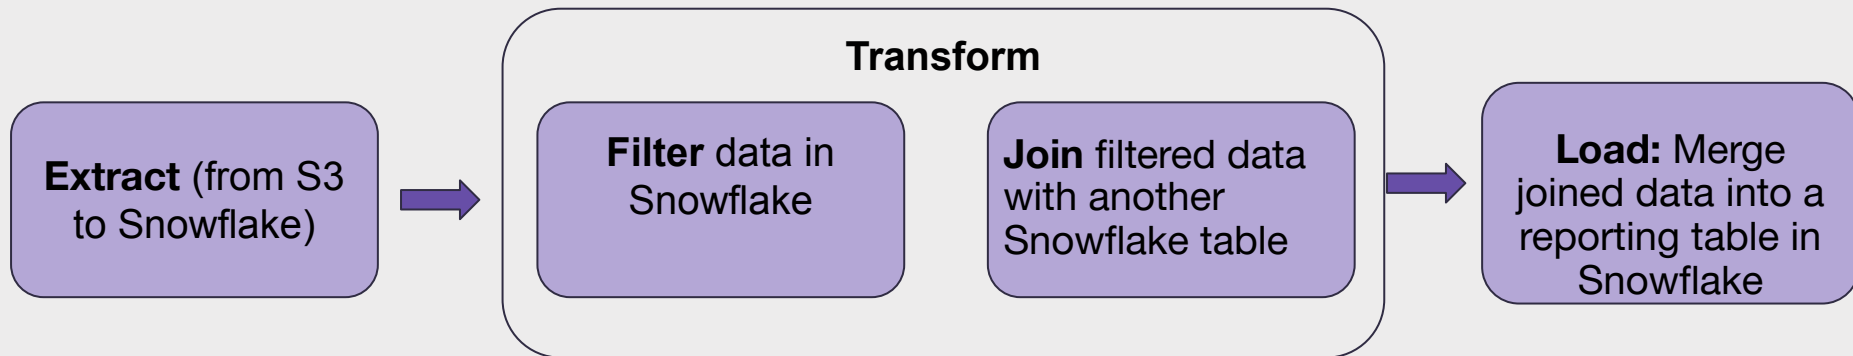 Transform
Extract (from S3
to Snowflake)
Filter data in
Snowflake
Join filtered data
with another
Snowflake table
Load: Merge
joined data into a
reporting table in
Snowflake